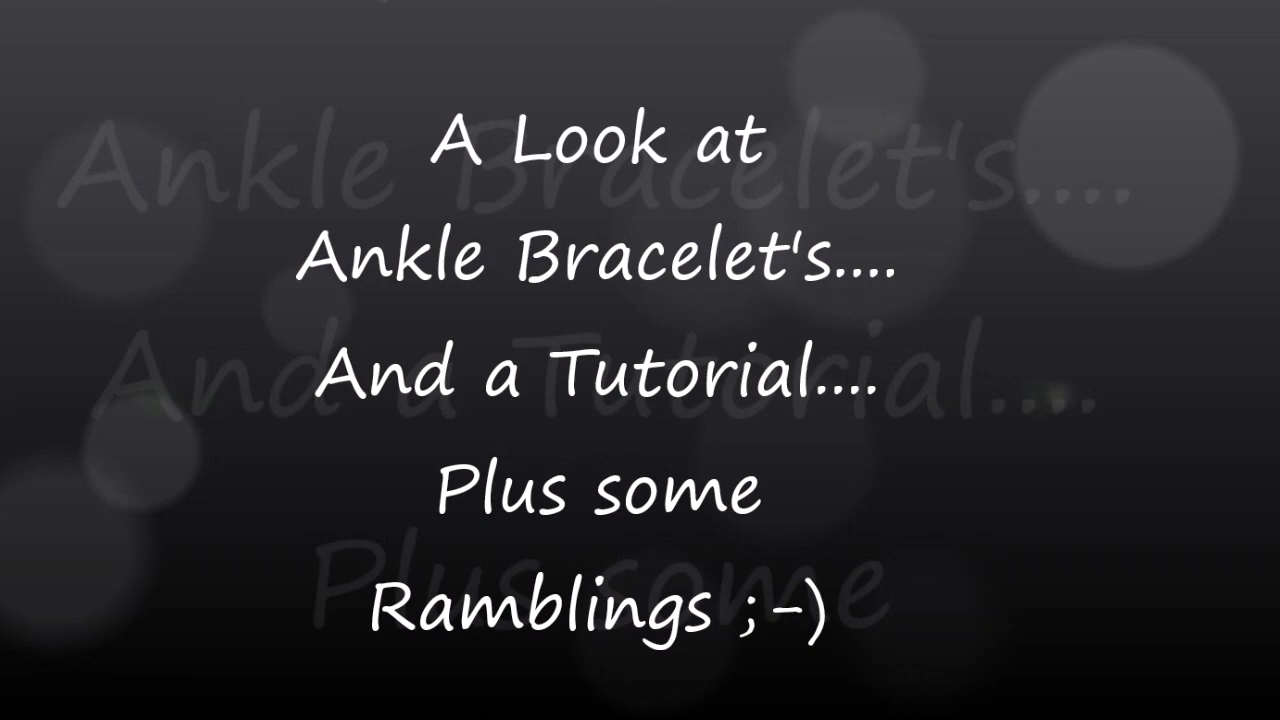 A Look at
Ankle Bracelet's....
And a Tutorial....
Plus some
Ramblings ;-)